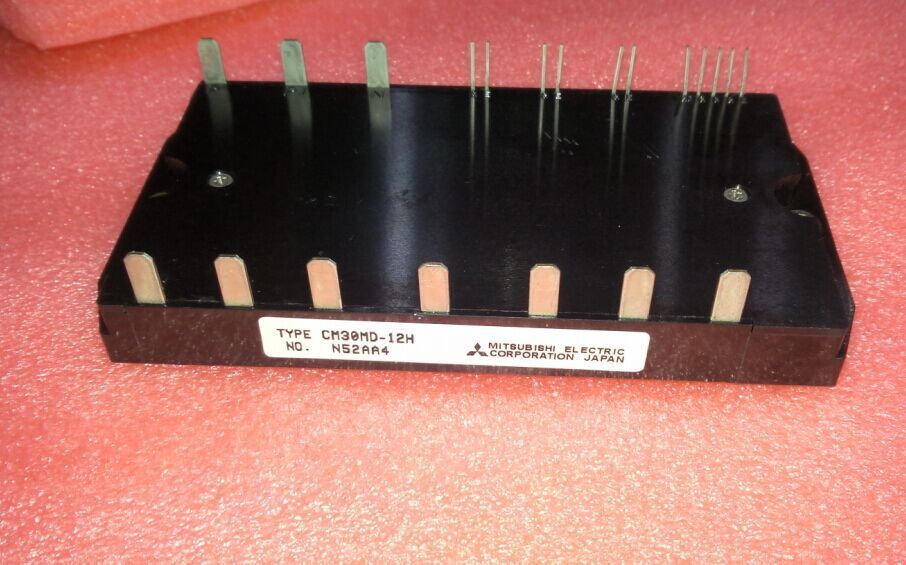 TYPE CM30MD-12H
NO. N52AA4
MITSUBISHI ELECTRIC
CORPORATION JAPAN